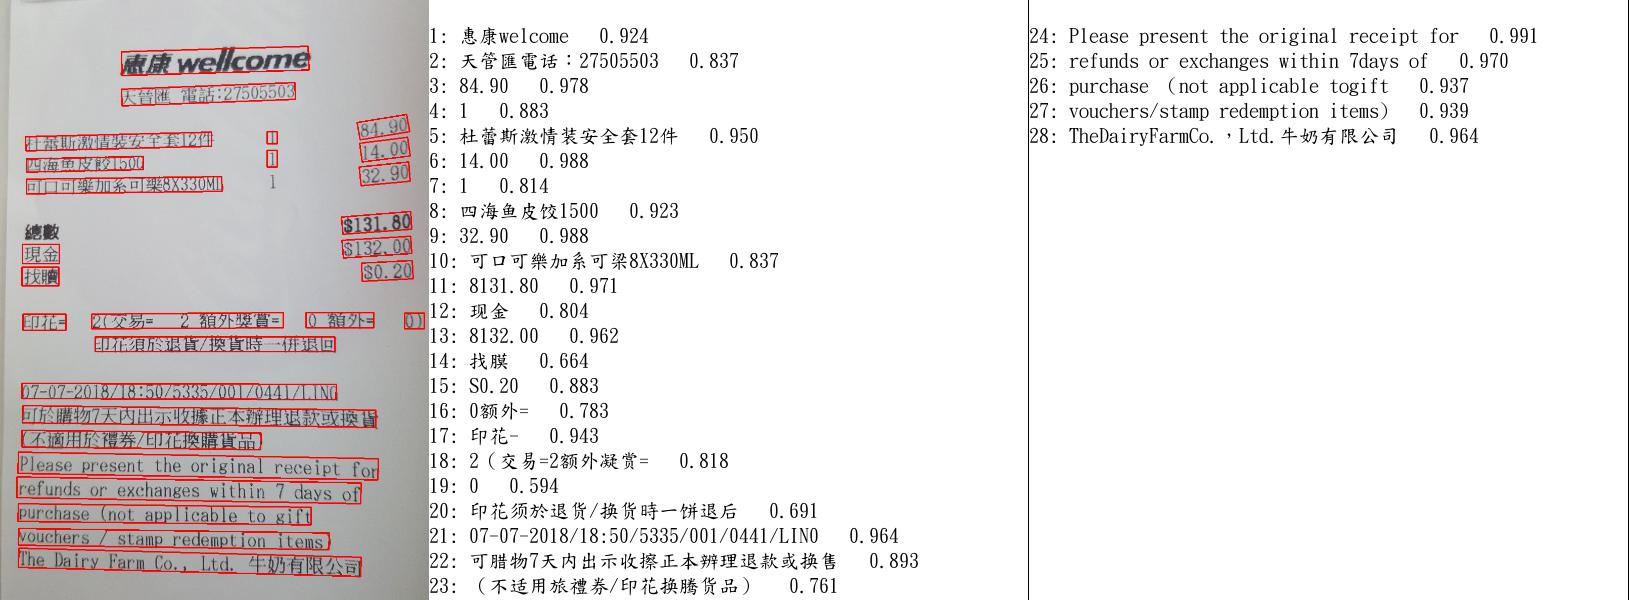 惠康 wellcome
天晉匯 電話:27505503
杜蕾斯激情裝安全套12件 1 84.90
四海魚皮餃150G 1 14.00
可口可樂加系可樂8X330ML 1 32.90
總數 $131.80
現金 $132.00
找贖 $0.20
印花= 2(交易= 2 額外獎賞= 0 額外= 0)
印花須於退貨/換貨時一併退回
07-07-2018/18:50/5335/001/0441/LING
可於購物7天內出示收據正本辦理退款或換貨
(不適用於禮券/印花換購貨品)
Please present the original receipt for
refunds or exchanges within 7 days of
purchase (not applicable to gift
vouchers / stamp redemption items)
The Dairy Farm Co., Ltd. 牛奶有限公司
1: 惠康welcome 0.924
2: 天管匯電話：27505503 0.837
3: 84.90 0.978
4: 1 0.883
5: 杜蕾斯激情裝安全套12件 0.950
6: 14.00 0.988
7: 1 0.814
8: 四海鱼皮饺1500 0.923
9: 32.90 0.988
10: 可口可樂加系可梁8X330ML 0.837
11: 8131.80 0.971
12: 现金 0.804
13: 8132.00 0.962
14: 找膜 0.664
15: S0.20 0.883
16: 0额外= 0.783
17: 印花- 0.943
18: 2（交易=2额外凝赏= 0.818
19: 0 0.594
20: 印花须於退货/换货時一饼退后 0.691
21: 07-07-2018/18:50/5335/001/0441/LIN0 0.964
22: 可腊物7天内出示收擦正本辨理退款或换售 0.893
23: （不适用旅禮券/印花换腾货品） 0.761
24: Please present the original receipt for 0.991
25: refunds or exchanges within 7days of 0.970
26: purchase （not applicable togift 0.937
27: vouchers/stamp redemption items） 0.939
28: TheDairyFarmCo.，Ltd.牛奶有限公司 0.964